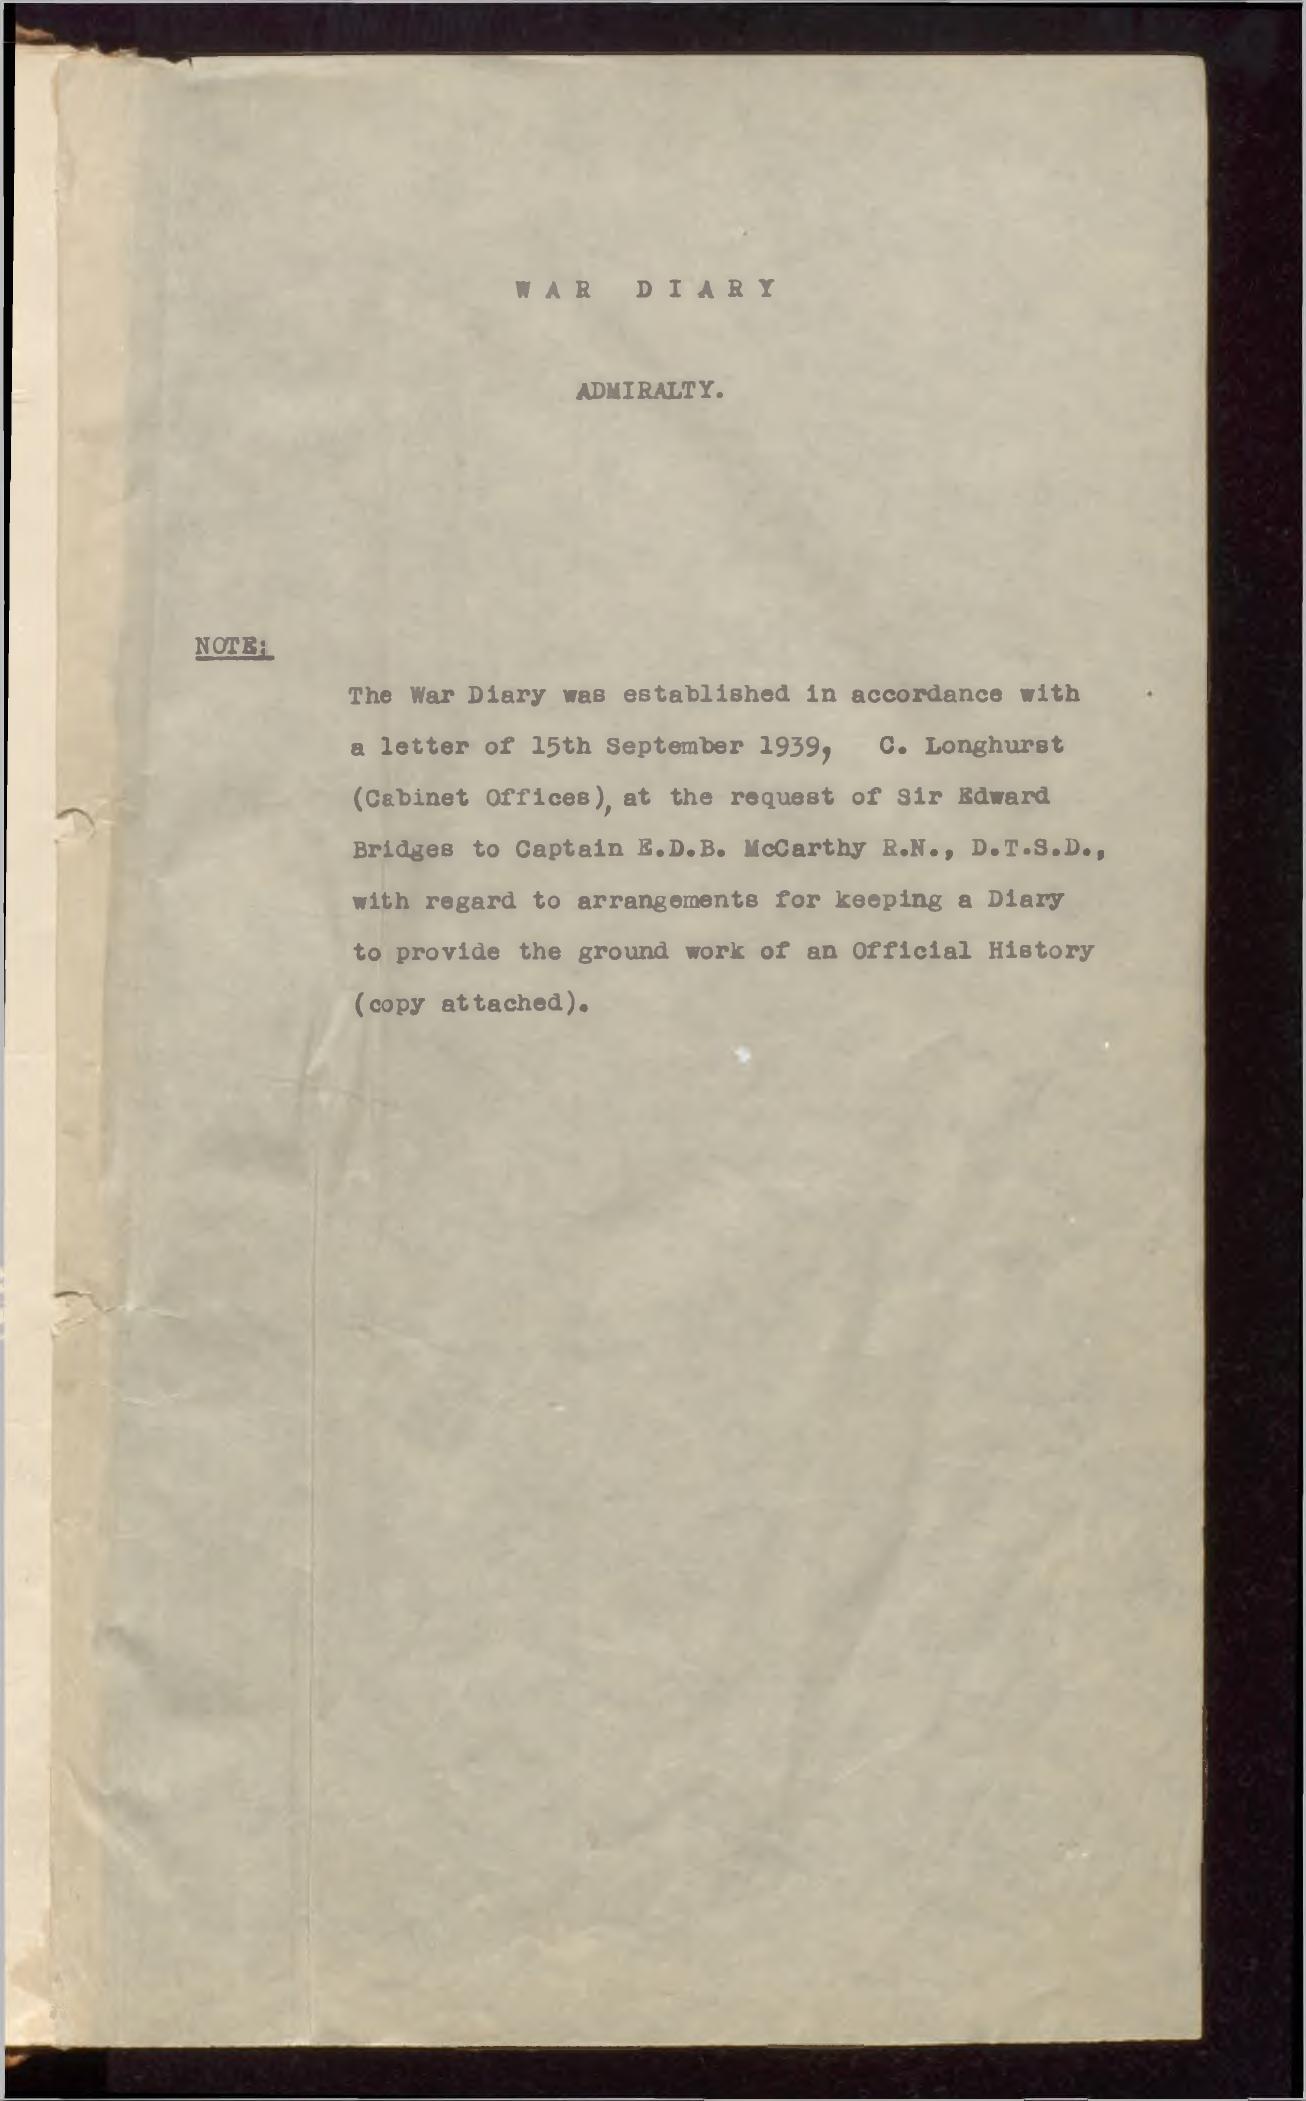 WAR DIARY
ADMIRALTY.
NOTE:
The War Diary was established in accordance with
a letter of 15th September 1939, C. Longhurst
(Cabinet Offices), at the request of Sir Edward
Bridges to Captain E.D.B. McCarthy R.N., D.T.S.D.,
with regard to arrangements for keeping a Diary
to provide the ground work of an Official History
(copy attached).